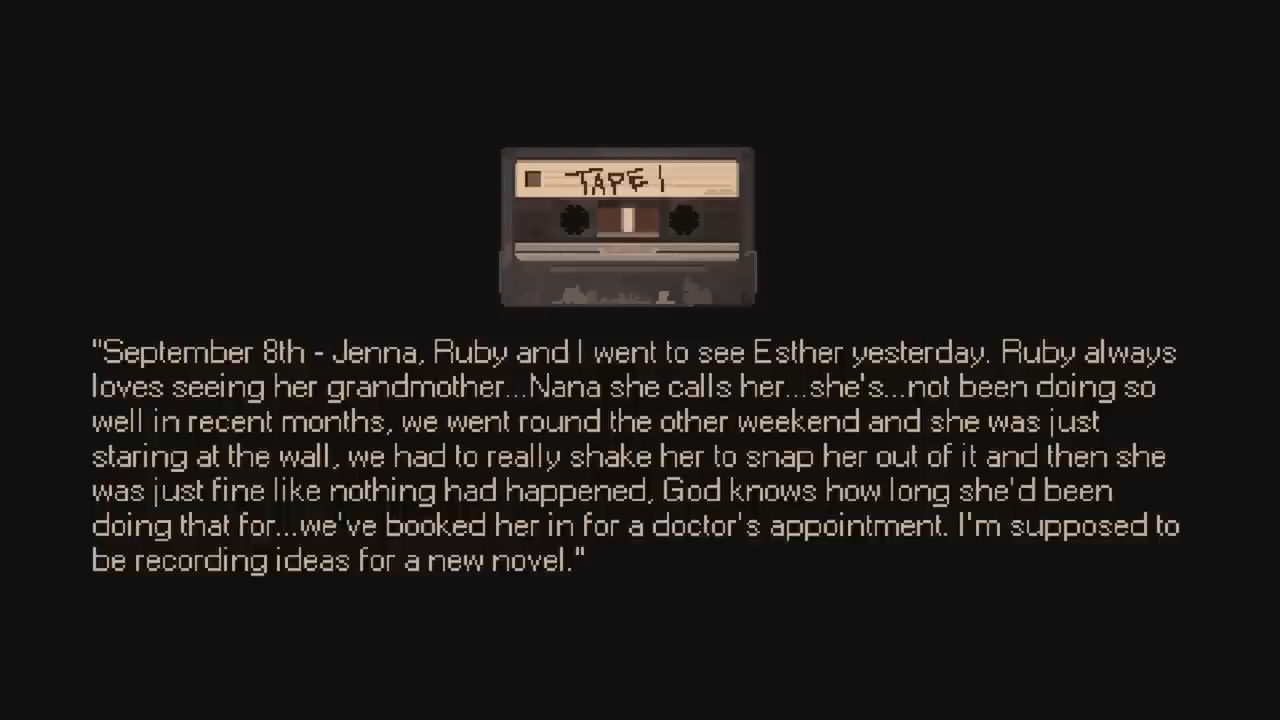 TAPE 1
"September 8th - Jenna, Ruby and I went to see Esther yesterday. Ruby always
loves seeing her grandmother...Nana she calls her...she's...not been doing so
well in recent months, we went round the other weekend and she was just
staring at the wall, we had to really shake her to snap her out of it and then she
was just fine like nothing had happened, God knows how long she'd been
doing that for...we've booked her in for a doctor's appointment. I'm supposed to
be recording ideas for a new novel."